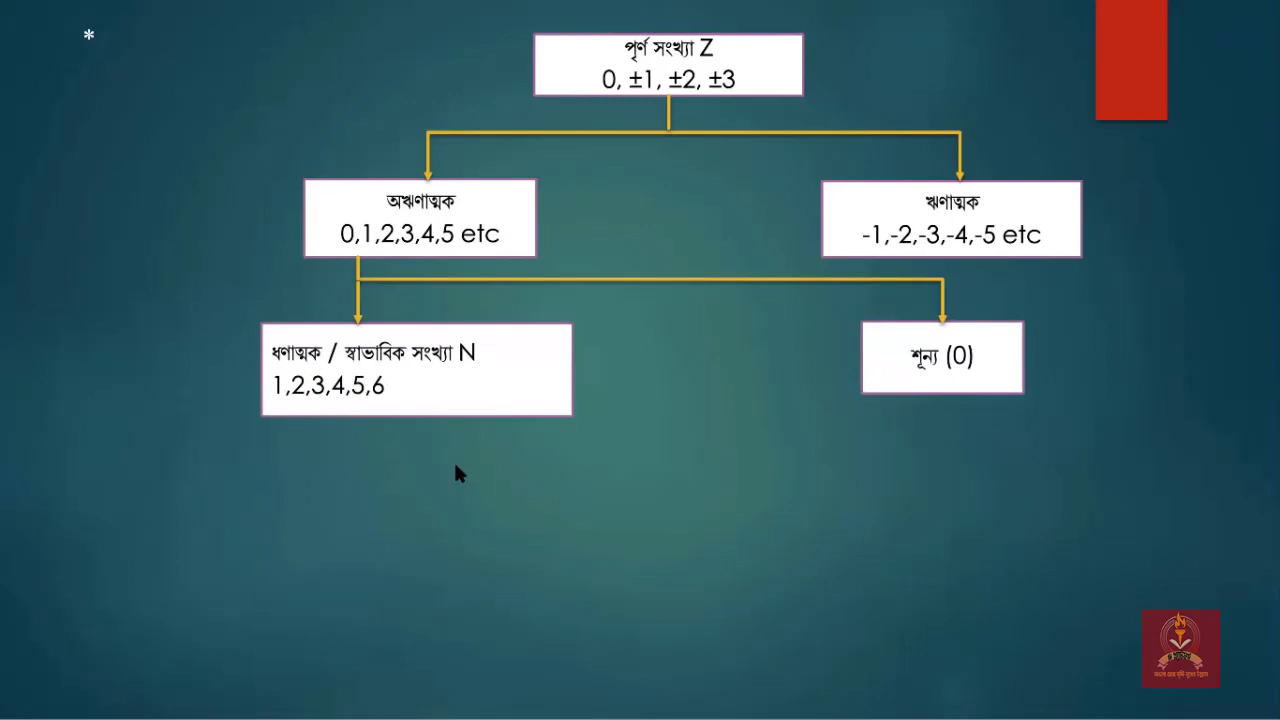 *
পূর্ণ সংখ্যা Z
0, ±1, ±2, ±3
অঋণাত্মক
0,1,2,3,4,5 etc
ঋণাত্মক
-1,-2,-3,-4,-5 etc
ধণাত্মক / স্বাভাবিক সংখ্যা N
1,2,3,4,5,6
শূন্য (0)